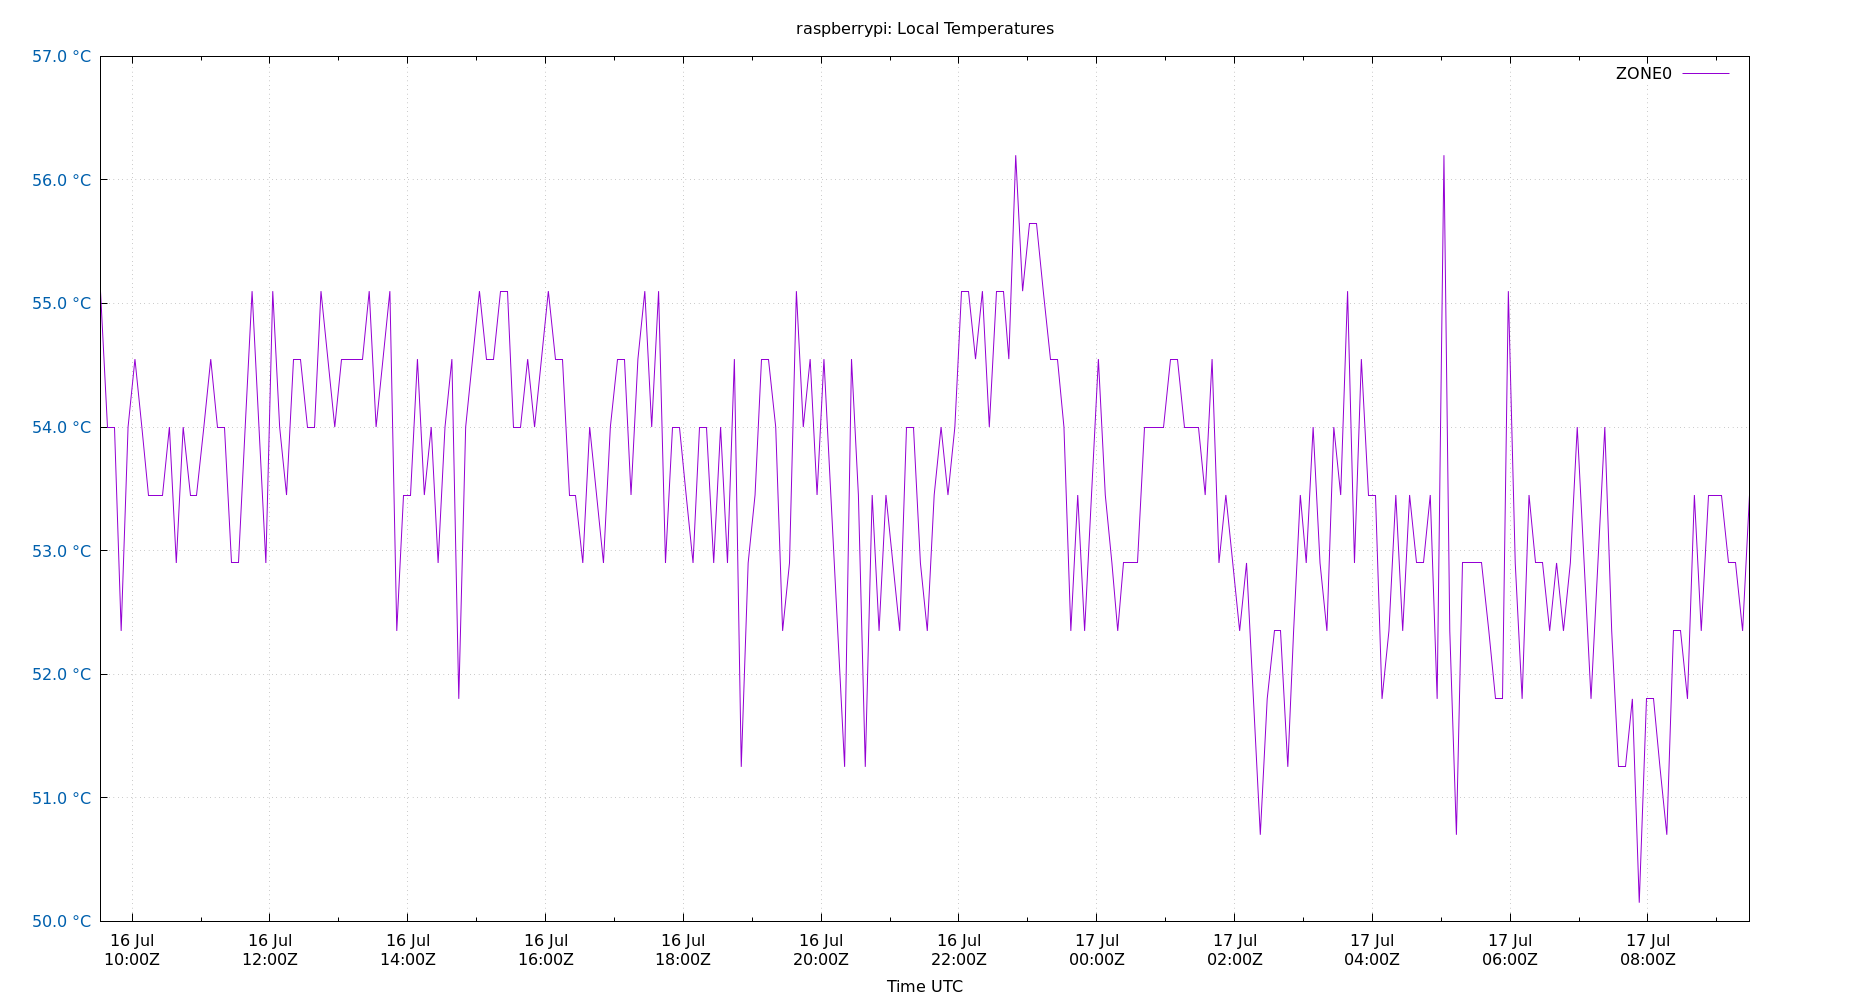 raspberrypi: Local Temperatures
57.0 °C
ZONE0
56.0 °C
55.0 °C
54.0 °C
53.0 °C
52.0 °C
51.0 °C
50.0 °C
16 Jul 16 Jul 16 Jul 16 Jul 16 Jul 16 Jul 16 Jul 17 Jul 17 Jul 17 Jul 17 Jul 17 Jul
10:00Z 12:00Z 14:00Z 16:00Z 18:00Z 20:00Z 22:00Z 00:00Z 02:00Z 04:00Z 06:00Z 08:00Z
Time UTC